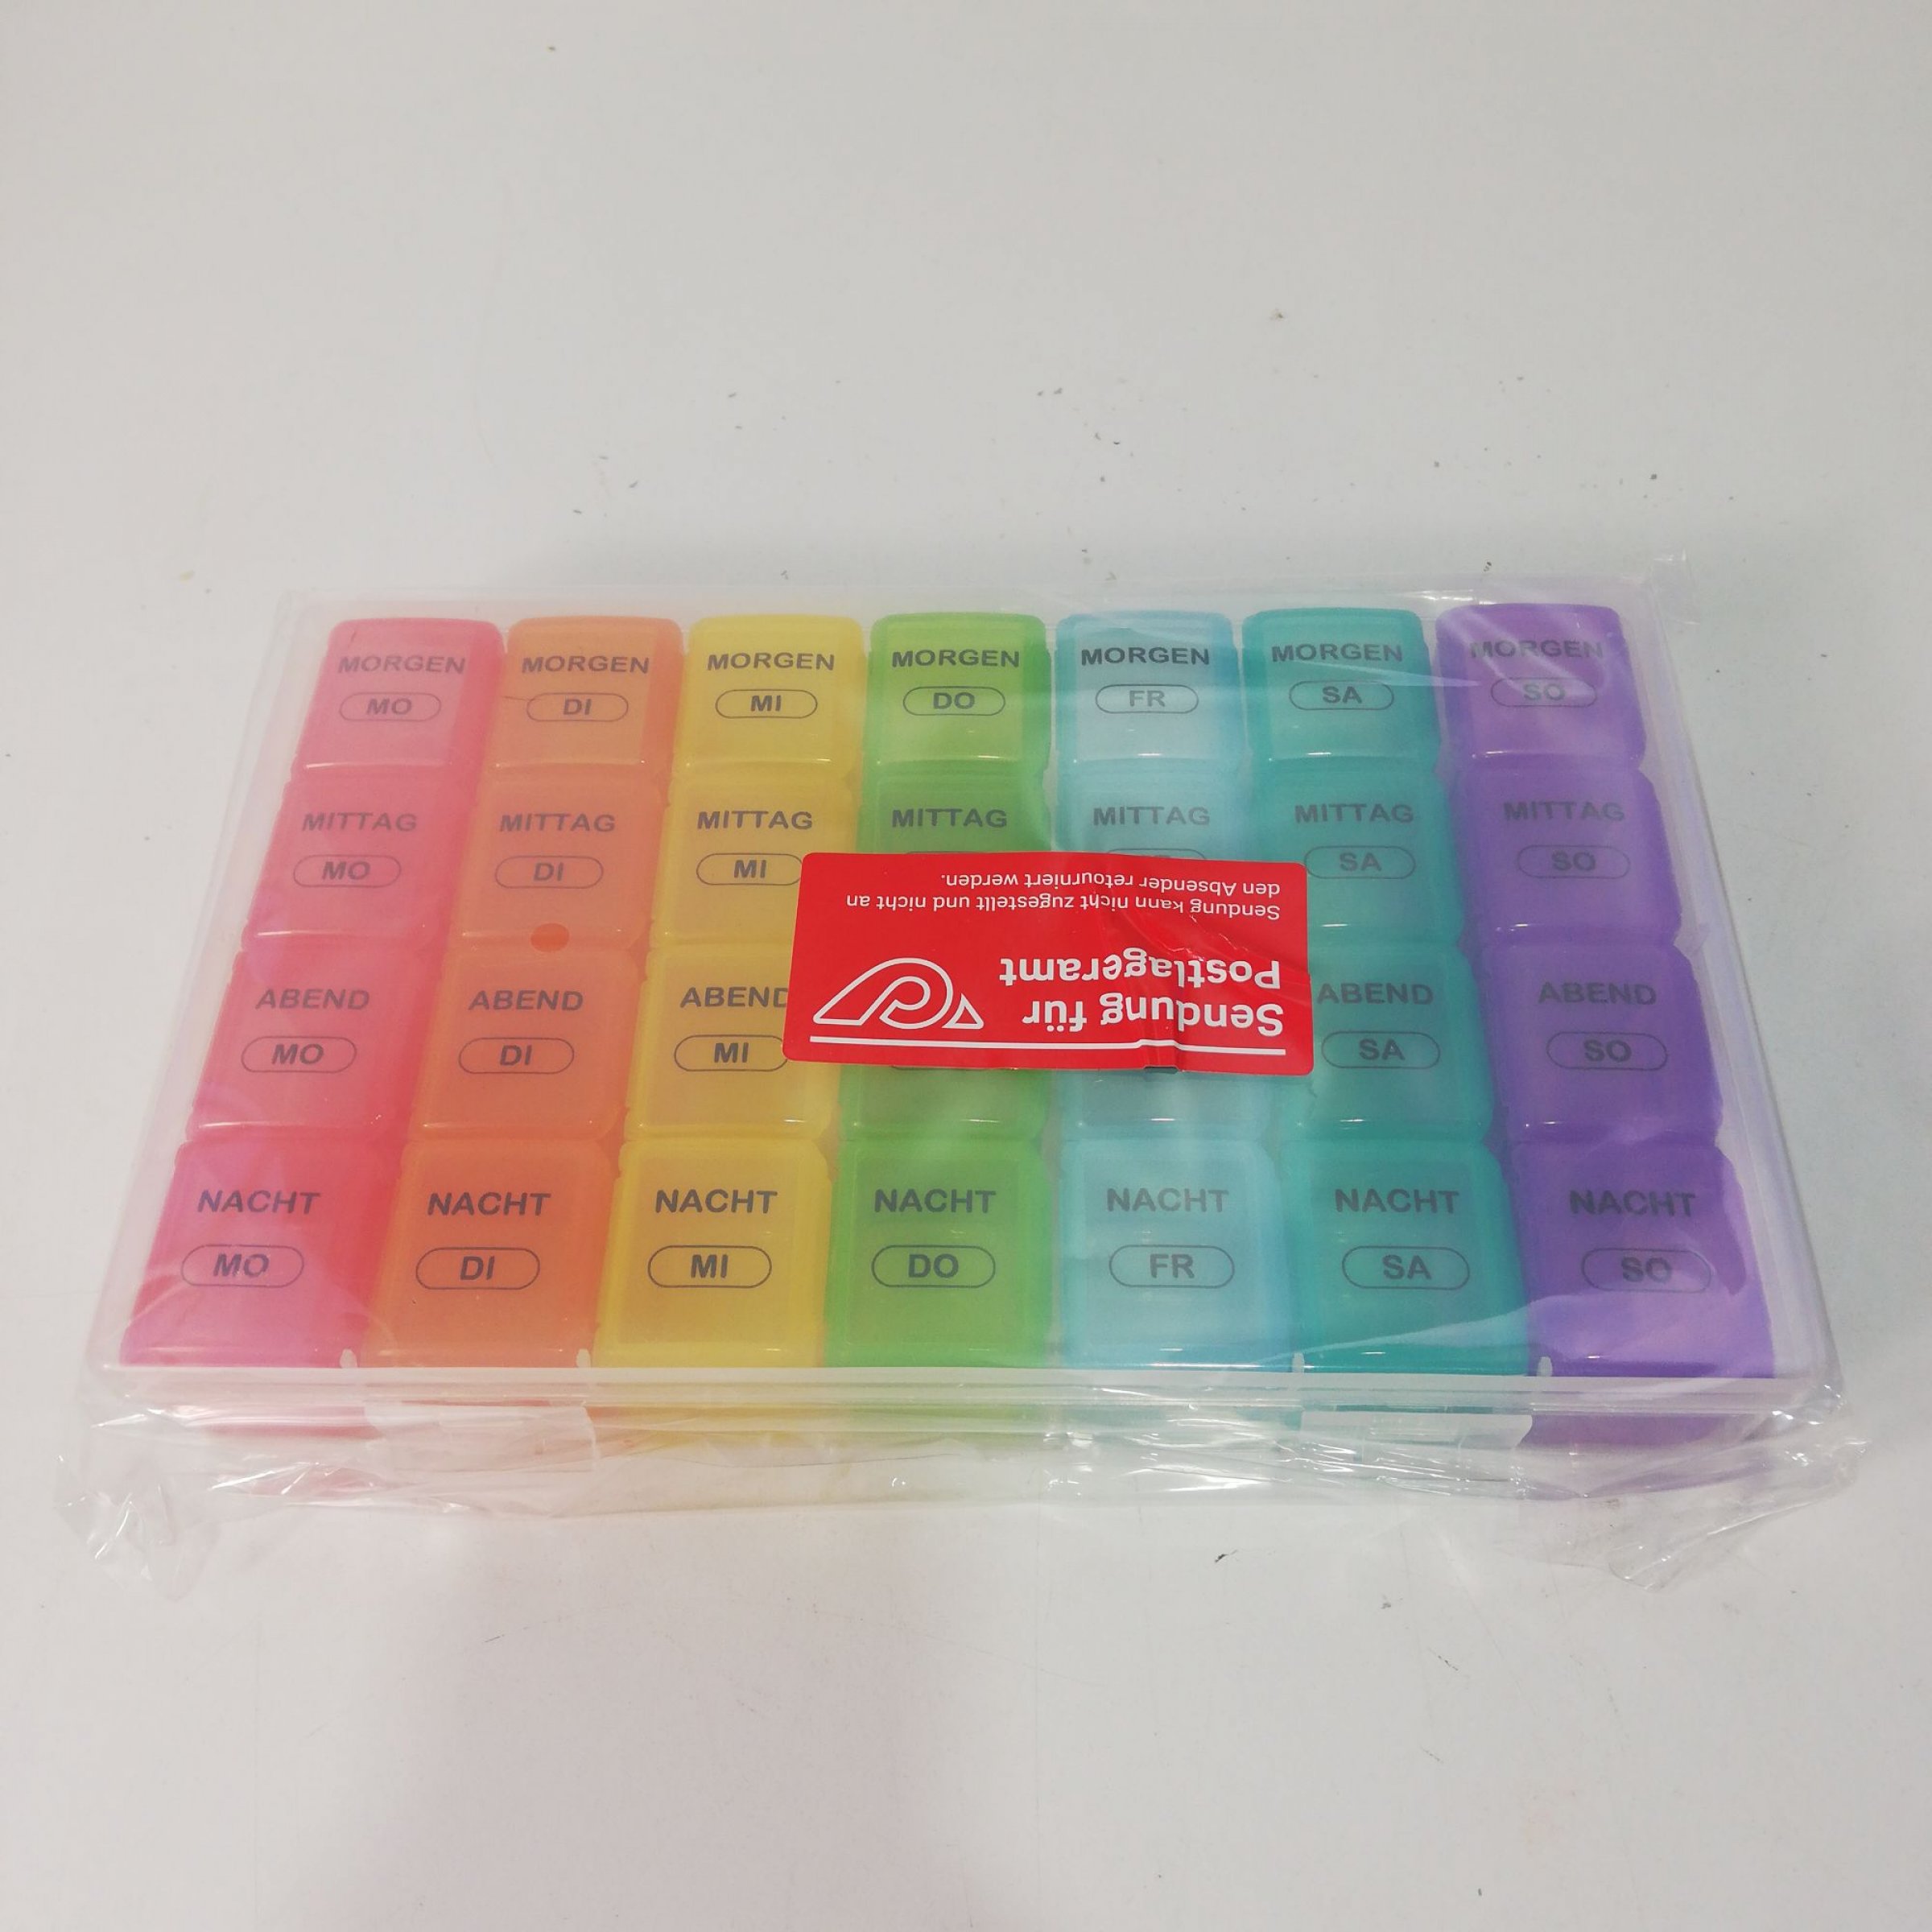 MORGEN MORGEN MORGEN MORGEN MORGEN MORGEN MORGEN
MO DI MI DO FR SA SO
MITTAG MITTAG MITTAG MITTAG MITTAG MITTAG MITTAG
MO DI MI SA SO
ABEND ABEND ABEND ABEND ABEND
MO DI MI SA SO
NACHT NACHT NACHT NACHT NACHT NACHT NACHT
MO DI MI DO FR SA SO
Sendung für
Postlageramt
Sendung kann nicht zugestellt und nicht an
den Absender retourniert werden.